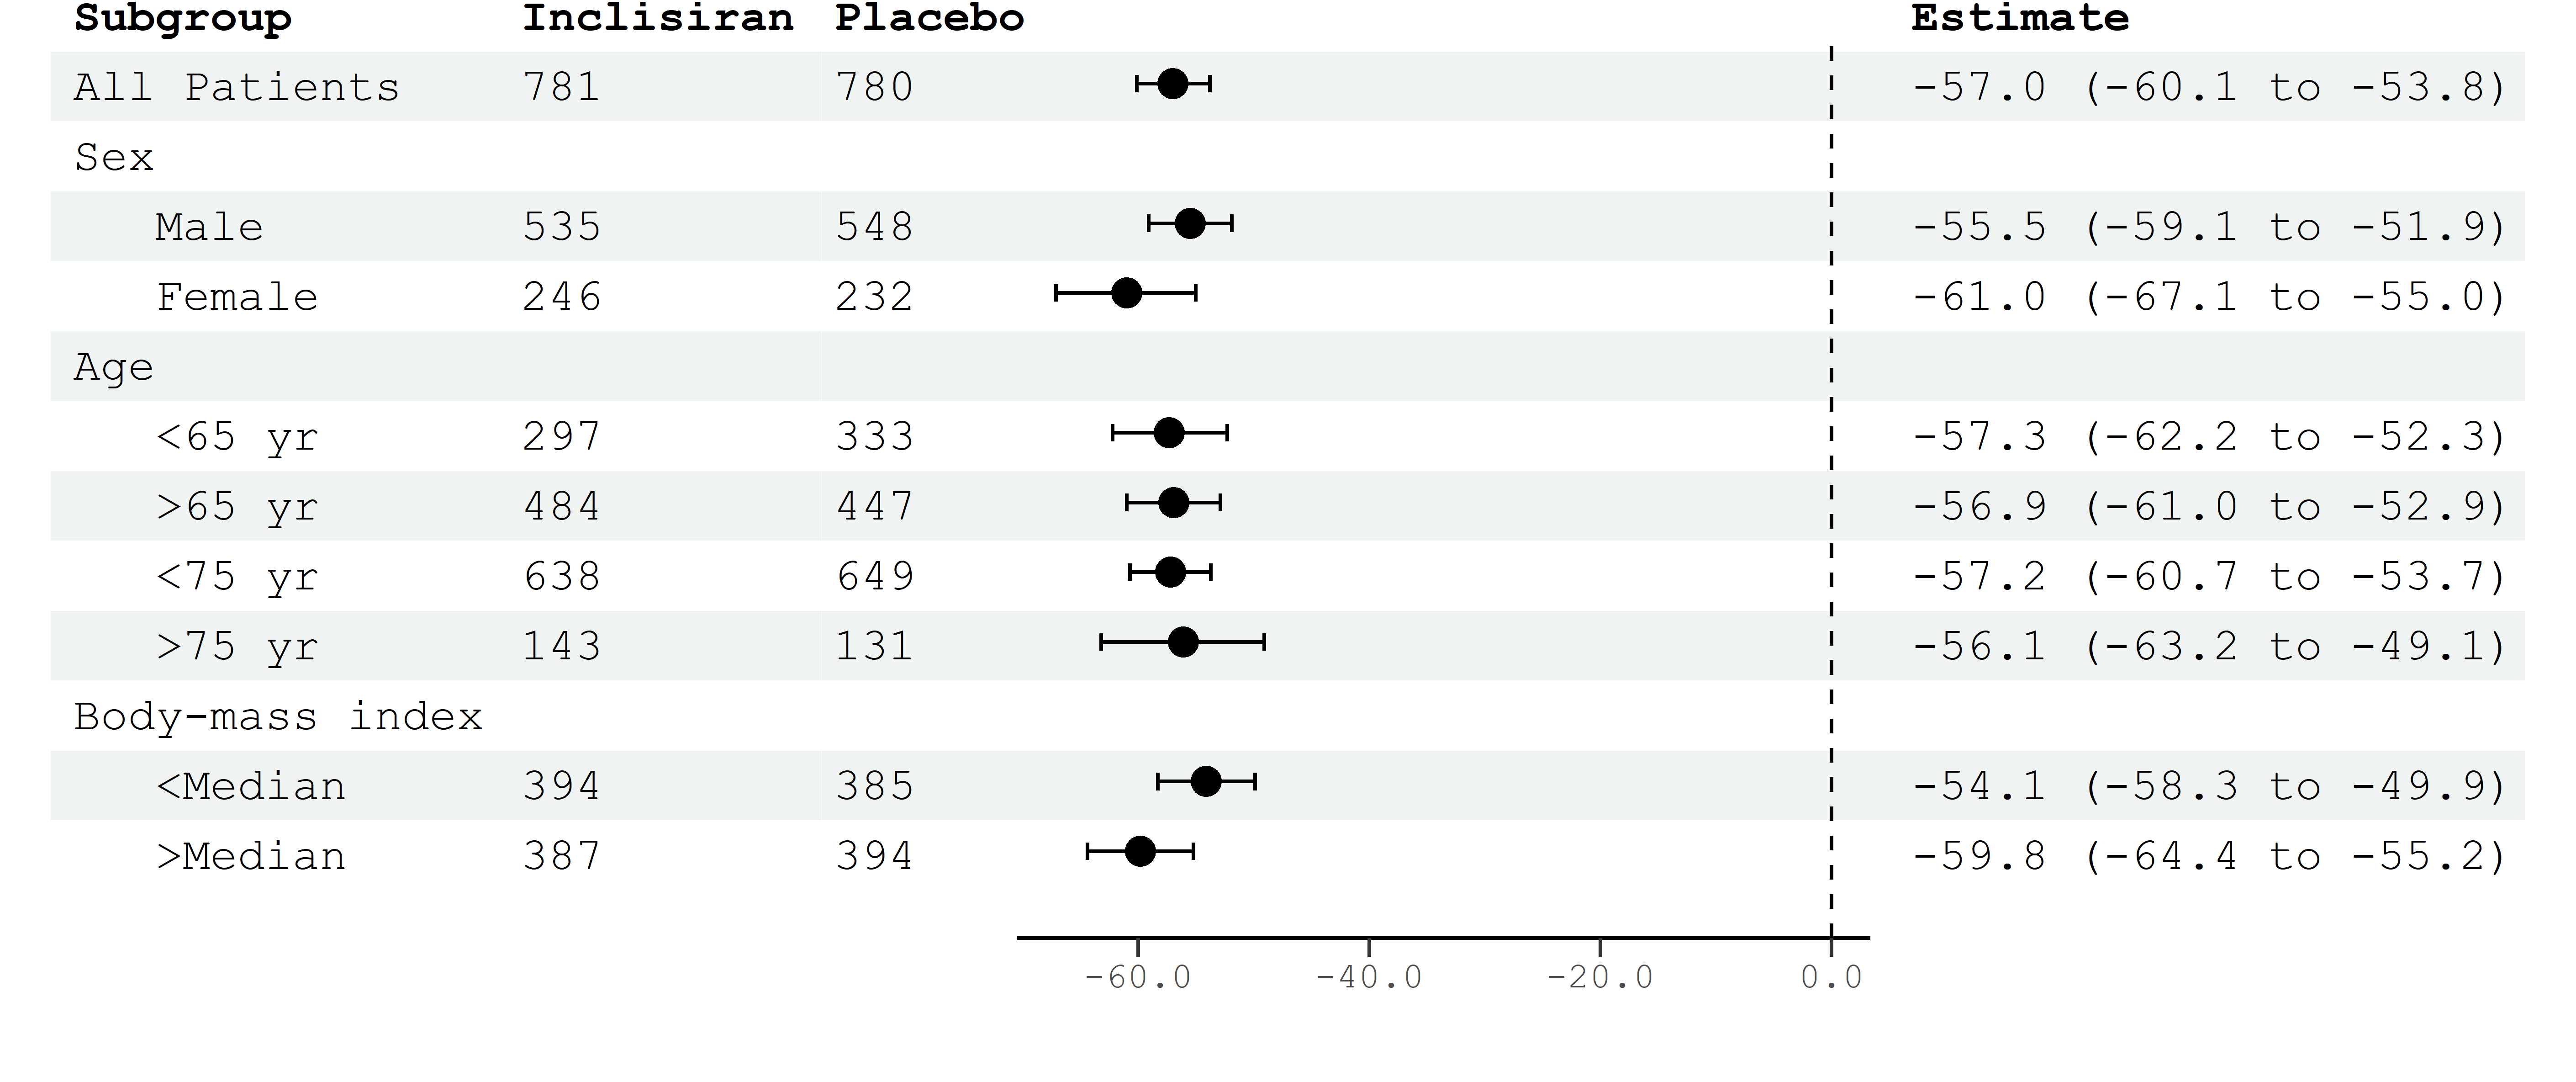 Subgroup Inclisiran Placebo Estimate
All Patients 781 780 -57.0 (-60.1 to -53.8)
Sex
Male 535 548 -55.5 (-59.1 to -51.9)
Female 246 232 -61.0 (-67.1 to -55.0)
Age
<65 yr 297 333 -57.3 (-62.2 to -52.3)
>65 yr 484 447 -56.9 (-61.0 to -52.9)
<75 yr 638 649 -57.2 (-60.7 to -53.7)
>75 yr 143 131 -56.1 (-63.2 to -49.1)
Body-mass index
<Median 394 385 -54.1 (-58.3 to -49.9)
>Median 387 394 -59.8 (-64.4 to -55.2)
-60.0 -40.0 -20.0 0.0